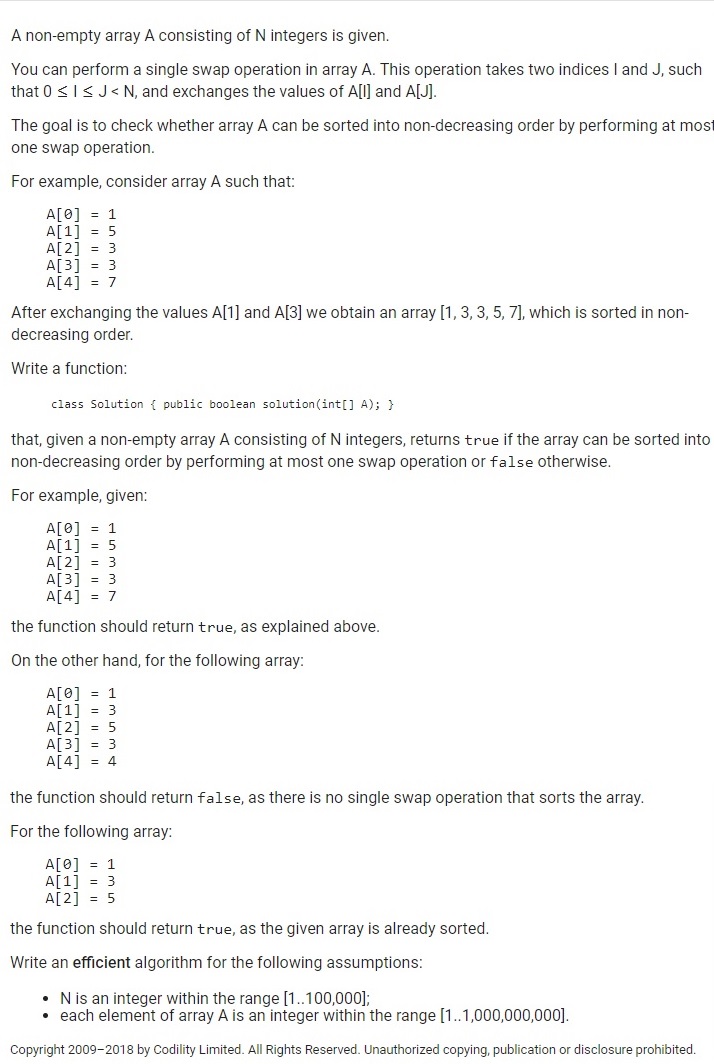 A non-empty array A consisting of N integers is given.
You can perform a single swap operation in array A. This operation takes two indices I and J, such
that 0 ≤ I ≤ J < N, and exchanges the values of A[I] and A[J].
The goal is to check whether array A can be sorted into non-decreasing order by performing at most
one swap operation.
For example, consider array A such that:
A[0] = 1
A[1] = 5
A[2] = 3
A[3] = 3
A[4] = 7
After exchanging the values A[1] and A[3] we obtain an array [1, 3, 3, 5, 7], which is sorted in non-
decreasing order.
Write a function:
class Solution { public boolean solution(int[] A); }
that, given a non-empty array A consisting of N integers, returns true if the array can be sorted into
non-decreasing order by performing at most one swap operation or false otherwise.
For example, given:
A[0] = 1
A[1] = 5
A[2] = 3
A[3] = 3
A[4] = 7
the function should return true, as explained above.
On the other hand, for the following array:
A[0] = 1
A[1] = 3
A[2] = 5
A[3] = 3
A[4] = 4
the function should return false, as there is no single swap operation that sorts the array.
For the following array:
A[0] = 1
A[1] = 3
A[2] = 5
the function should return true, as the given array is already sorted.
Write an efficient algorithm for the following assumptions:
• N is an integer within the range [1..100,000];
• each element of array A is an integer within the range [1..1,000,000,000].
Copyright 2009–2018 by Codility Limited. All Rights Reserved. Unauthorized copying, publication or disclosure prohibited.